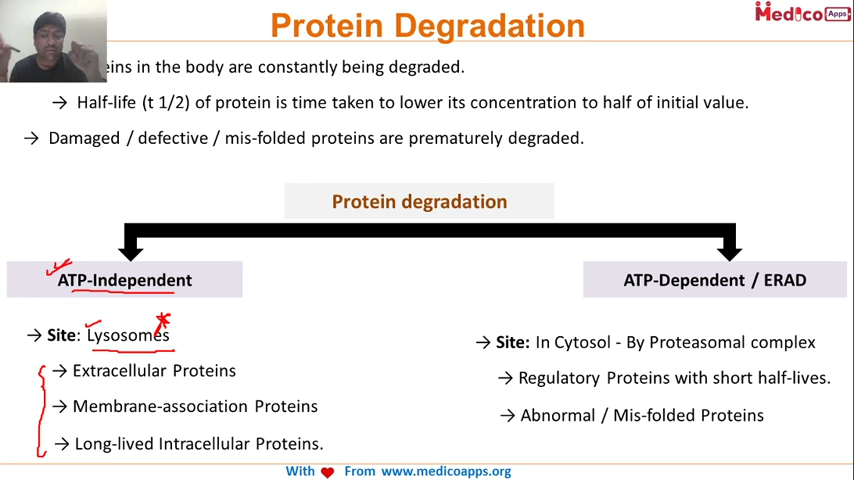 Protein Degradation
Medico Apps
eins in the body are constantly being degraded.
→ Half-life (t 1/2) of protein is time taken to lower its concentration to half of initial value.
→ Damaged / defective / mis-folded proteins are prematurely degraded.
Protein degradation
ATP-Independent
ATP-Dependent / ERAD
→ Site: Lysosomes
→ Extracellular Proteins
→ Membrane-association Proteins
→ Long-lived Intracellular Proteins.
→ Site: In Cytosol - By Proteasomal complex
→ Regulatory Proteins with short half-lives.
→ Abnormal / Mis-folded Proteins
With ❤ From www.medicoapps.org